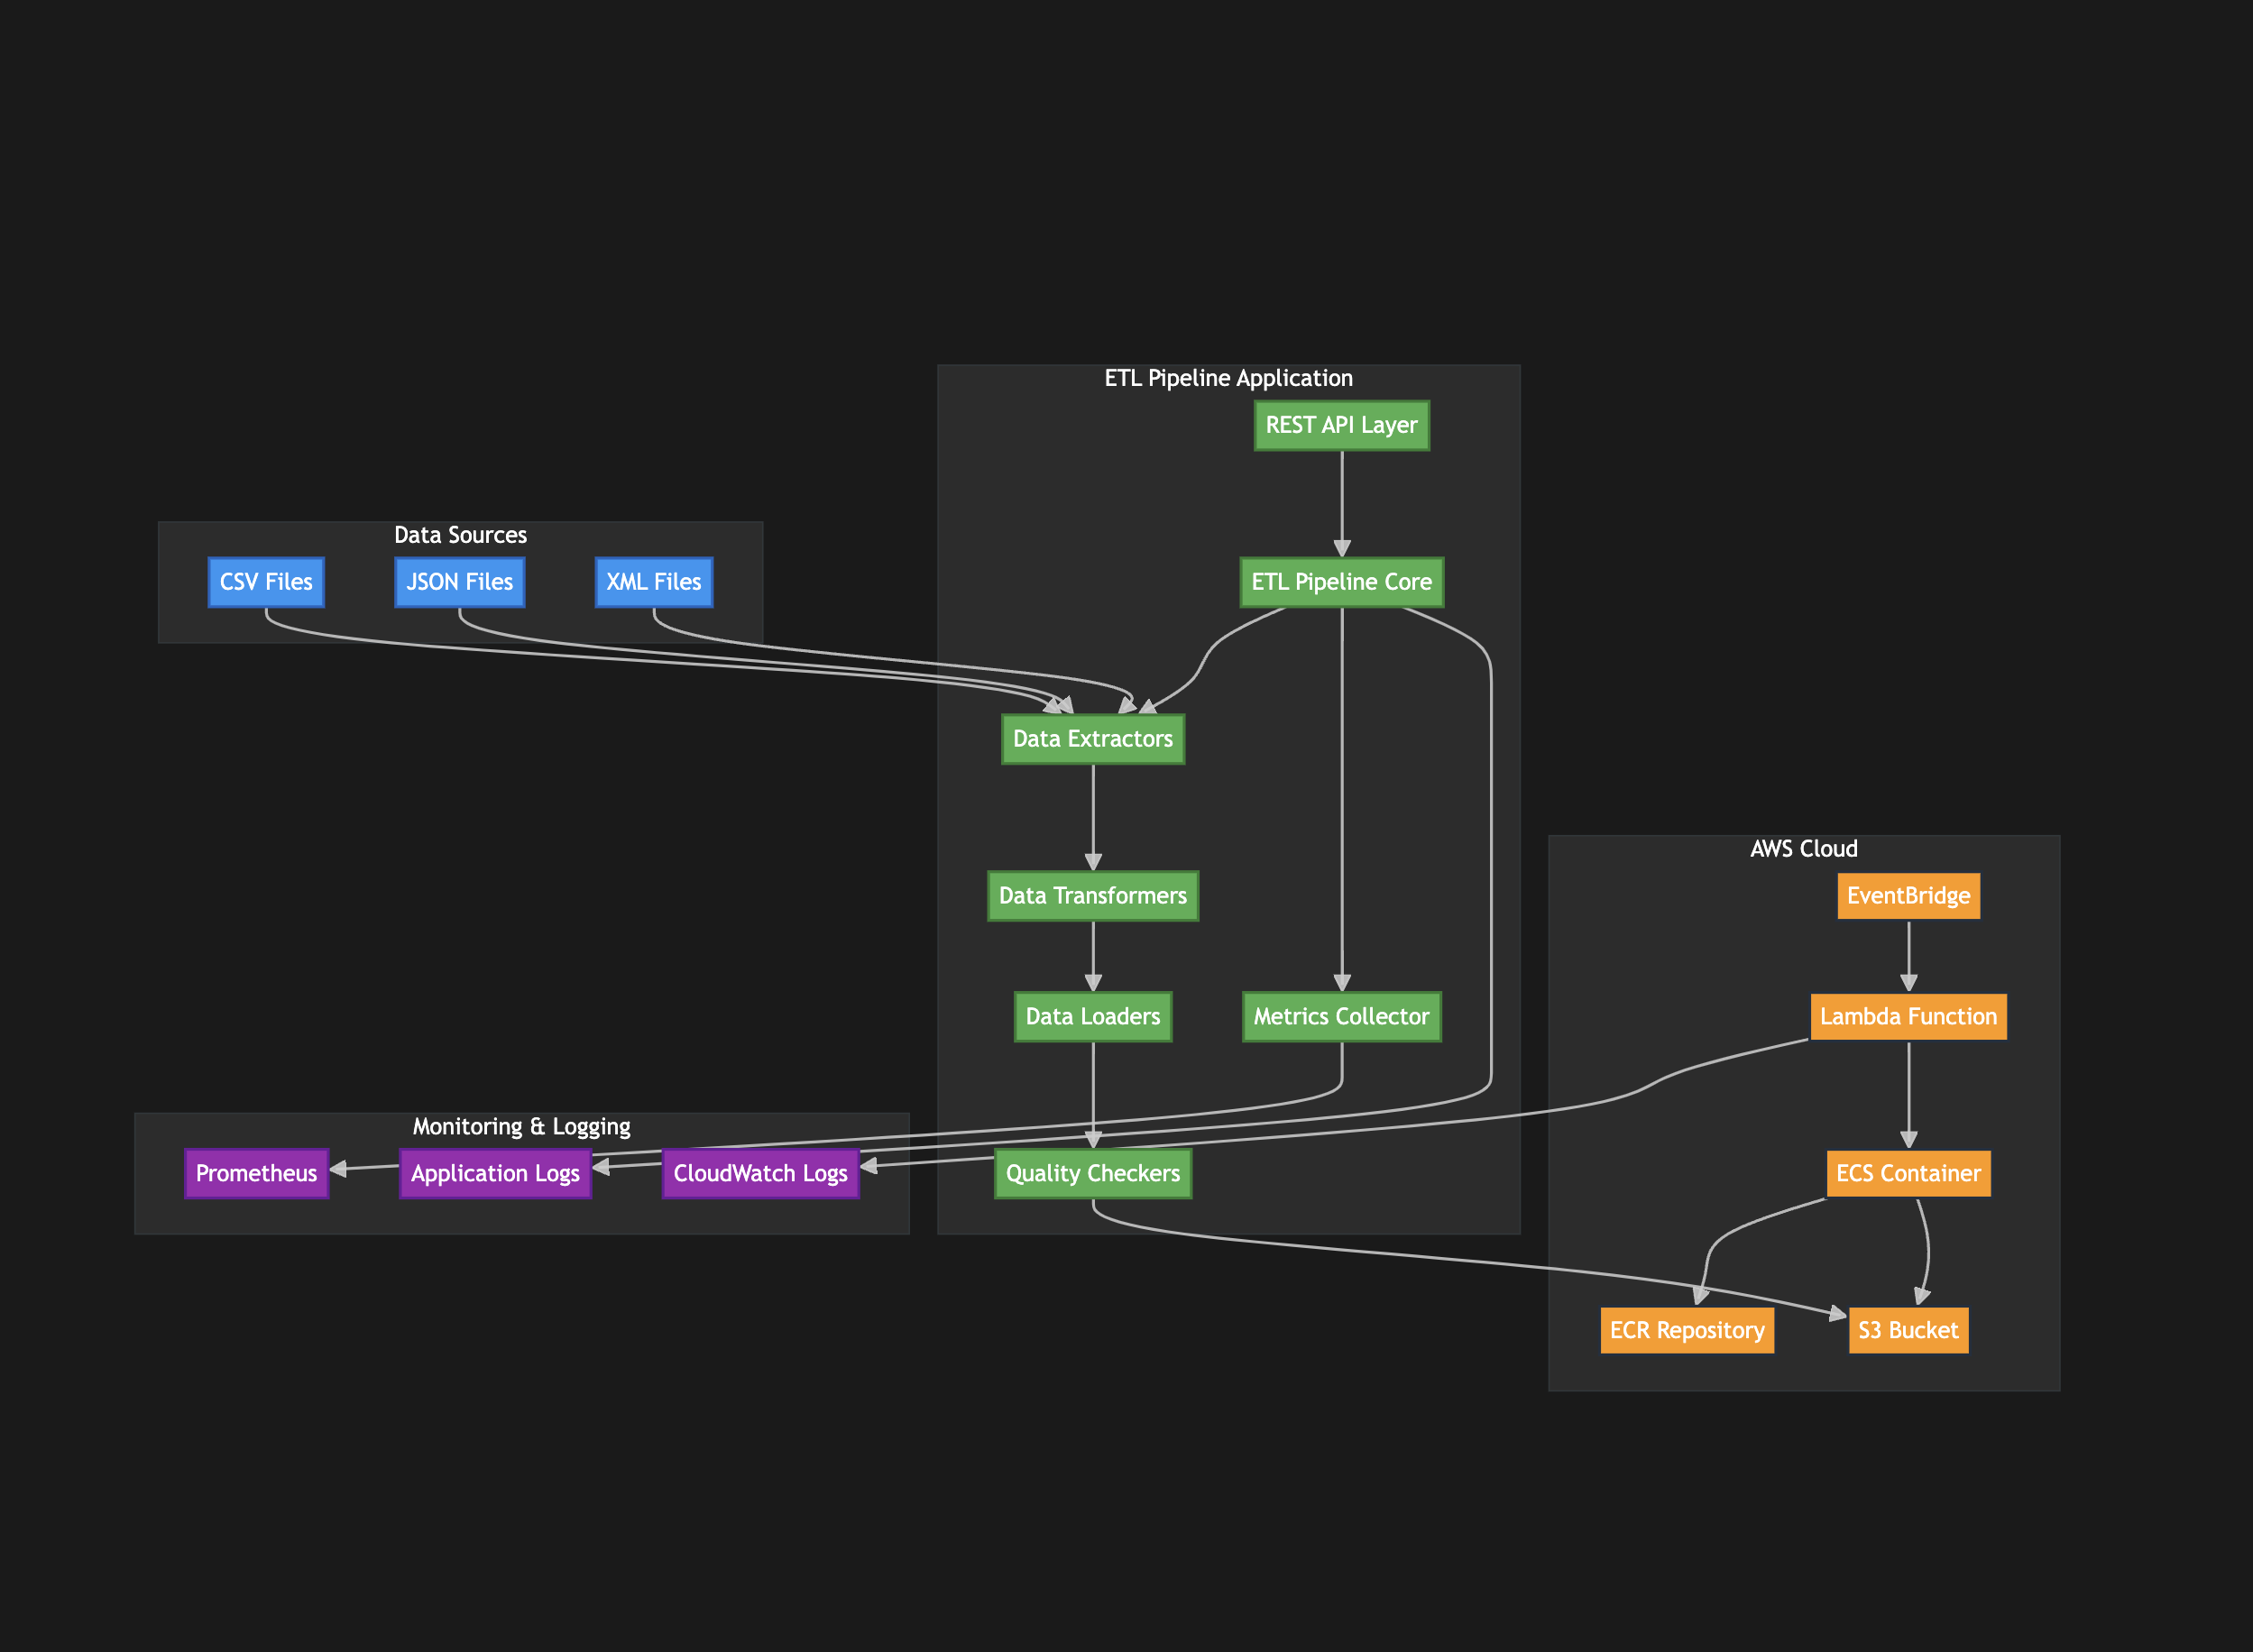 ETL Pipeline Application
REST API Layer
Data Sources
CSV Files
JSON Files
XML Files
ETL Pipeline Core
Data Extractors
AWS Cloud
Data Transformers
EventBridge
Data Loaders
Metrics Collector
Lambda Function
Monitoring & Logging
Prometheus
Application Logs
CloudWatch Logs
Quality Checkers
ECS Container
ECR Repository
S3 Bucket